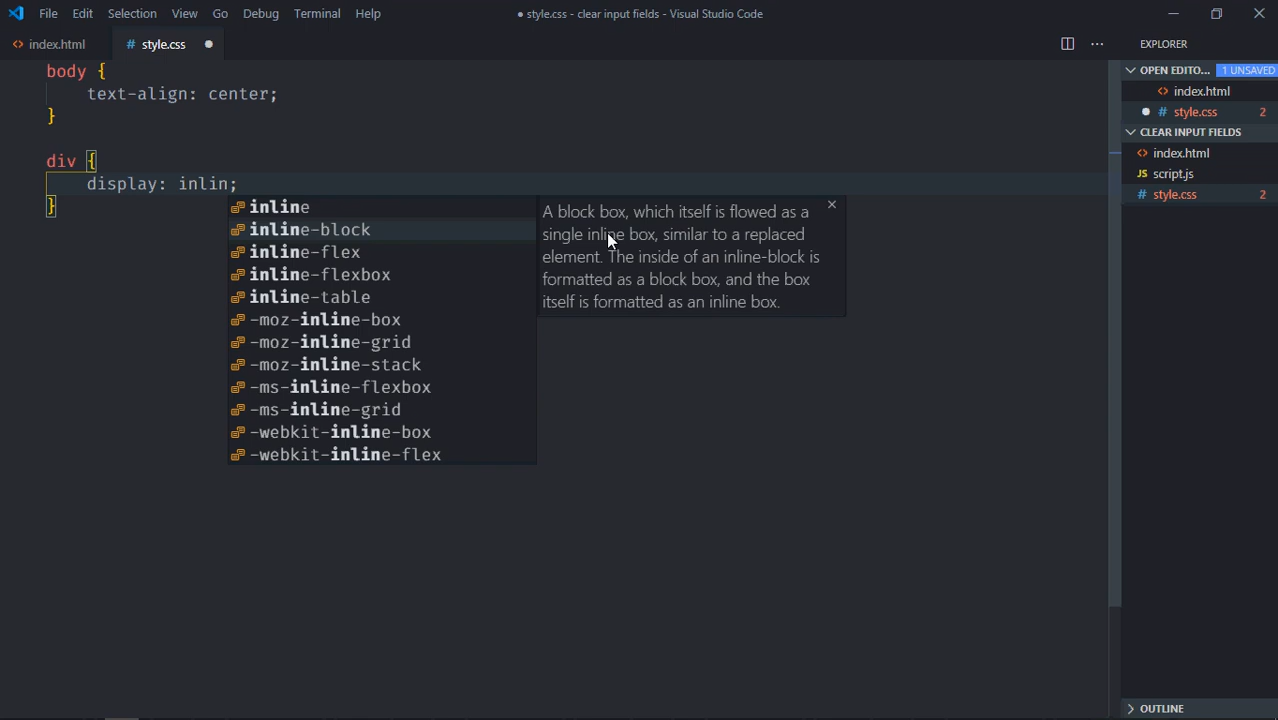 File Edit Selection View Go Debug Terminal Help
● style.css - clear input fields - Visual Studio Code
<> index.html
# style.css ●
EXPLORER
OPEN EDITO... 1 UNSAVED
<> index.html
● # style.css 2
CLEAR INPUT FIELDS
<> index.html
JS script.js
# style.css 2
OUTLINE
body {
text-align: center;
}
div {
display: inlin;
}
inline
inline-block
inline-flex
inline-flexbox
inline-table
-moz-inline-box
-moz-inline-grid
-moz-inline-stack
-ms-inline-flexbox
-ms-inline-grid
-webkit-inline-box
-webkit-inline-flex
A block box, which itself is flowed as a
single inline box, similar to a replaced
element. The inside of an inline-block is
formatted as a block box, and the box
itself is formatted as an inline box.